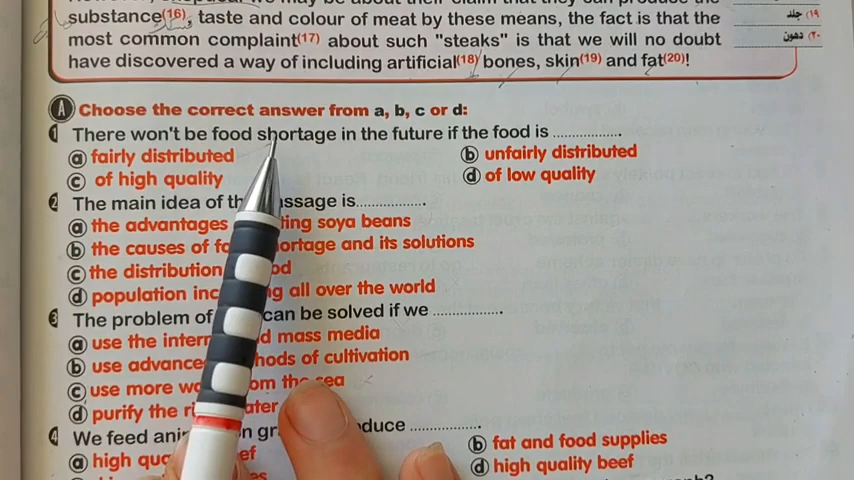 substance(16), taste and colour of meat by these means, the fact is that the
most common complaint(17) about such "steaks" is that we will no doubt
have discovered a way of including artificial(18) bones, skin(19) and fat(20)!
١٩) جلد
٢٠) دهون
A Choose the correct answer from a, b, c or d:
1 There won't be food shortage in the future if the food is ................
a fairly distributed b unfairly distributed
c of high quality d of low quality
2 The main idea of the passage is................
a the advantages ting soya beans
b the causes of fo ortage and its solutions
c the distribution od
d population inc g all over the world
3 The problem of can be solved if we ................
a use the intern d mass media
b use advance hods of cultivation
c use more wa om the sea
d purify the ri ater
4 We feed ani on gr duce ................
a high qua ef b fat and food supplies
d high quality beef